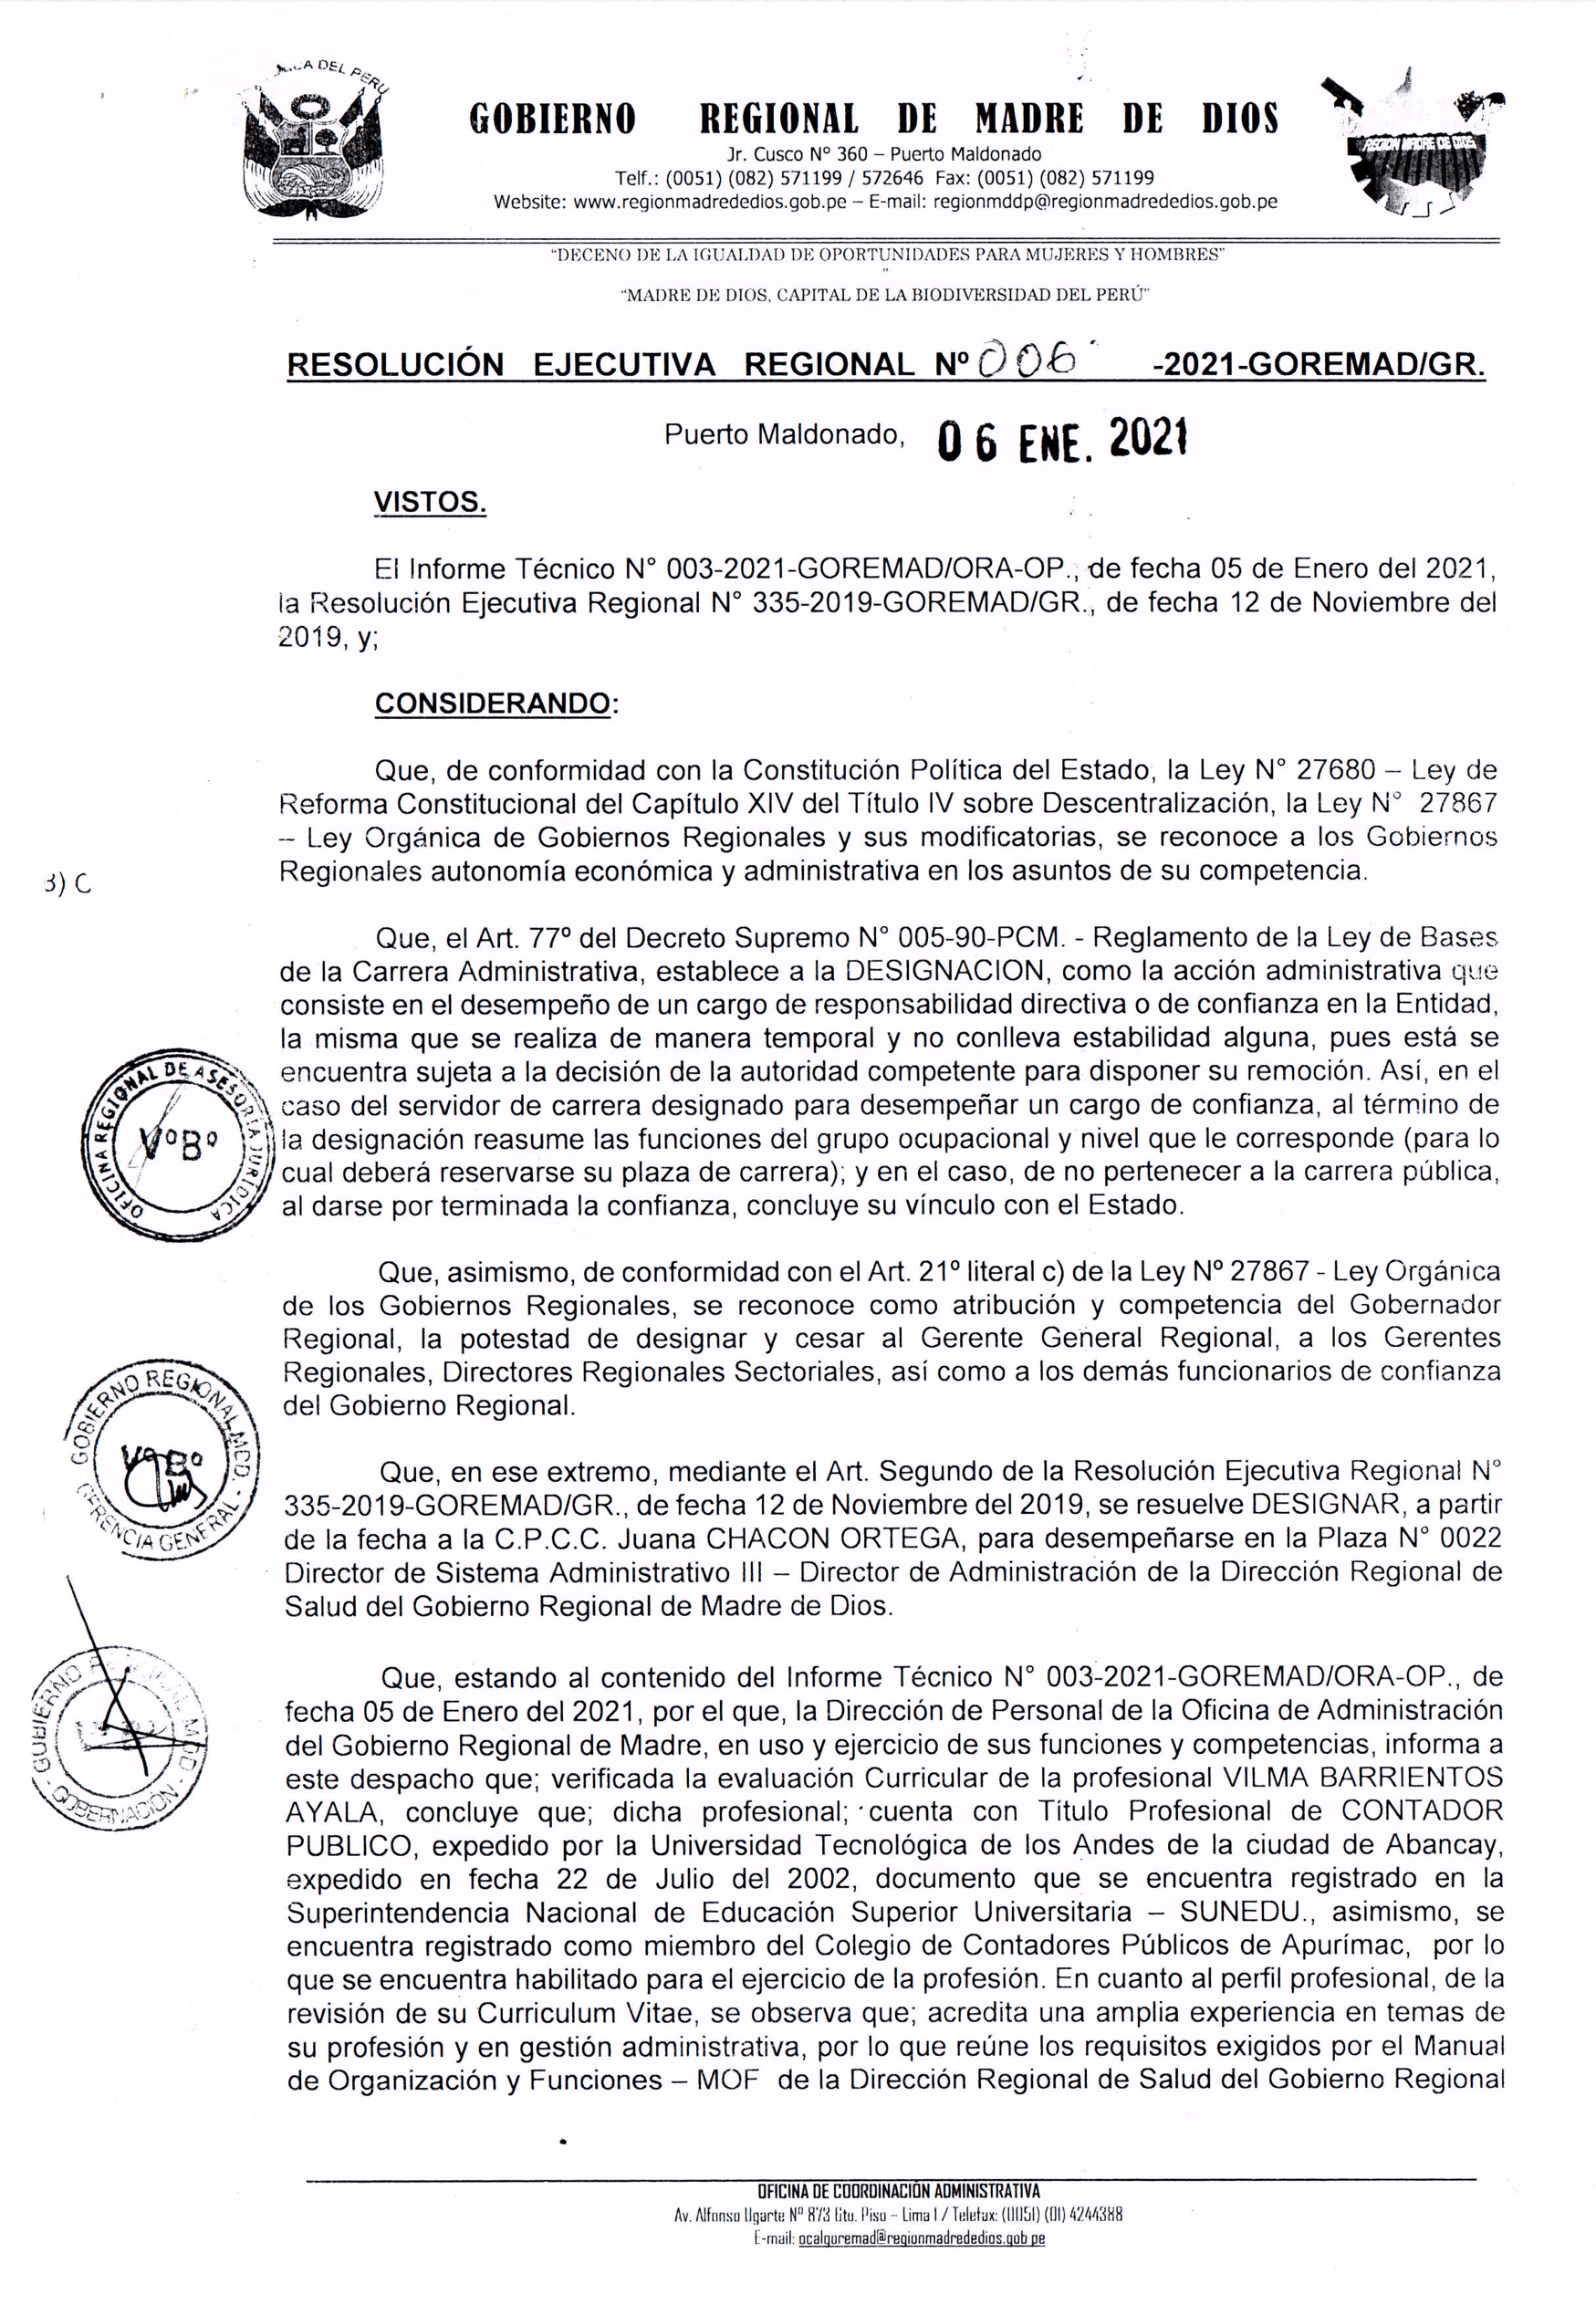 GOBIERNO REGIONAL DE MADRE DE DIOS
Jr. Cusco N° 360 – Puerto Maldonado
Telf.: (0051) (082) 571199 / 572646 Fax: (0051) (082) 571199
Website: www.regionmadrededios.gob.pe – E-mail: regionmddp@regionmadrededios.gob.pe
REGION MADRE DE DIOS
"DECENO DE LA IGUALDAD DE OPORTUNIDADES PARA MUJERES Y HOMBRES"
"
"MADRE DE DIOS, CAPITAL DE LA BIODIVERSIDAD DEL PERÚ"
RESOLUCIÓN EJECUTIVA REGIONAL Nº 006 -2021-GOREMAD/GR.
Puerto Maldonado, 06 ENE. 2021
VISTOS.
El Informe Técnico N° 003-2021-GOREMAD/ORA-OP., de fecha 05 de Enero del 2021,
la Resolución Ejecutiva Regional N° 335-2019-GOREMAD/GR., de fecha 12 de Noviembre del
2019, y;
CONSIDERANDO:
Que, de conformidad con la Constitución Política del Estado, la Ley N° 27680 – Ley de
Reforma Constitucional del Capítulo XIV del Título IV sobre Descentralización, la Ley N° 27867
– Ley Orgánica de Gobiernos Regionales y sus modificatorias, se reconoce a los Gobiernos
Regionales autonomía económica y administrativa en los asuntos de su competencia.
3) C
Que, el Art. 77º del Decreto Supremo N° 005-90-PCM. - Reglamento de la Ley de Bases
de la Carrera Administrativa, establece a la DESIGNACION, como la acción administrativa que
consiste en el desempeño de un cargo de responsabilidad directiva o de confianza en la Entidad,
la misma que se realiza de manera temporal y no conlleva estabilidad alguna, pues está se
encuentra sujeta a la decisión de la autoridad competente para disponer su remoción. Así, en el
caso del servidor de carrera designado para desempeñar un cargo de confianza, al término de
la designación reasume las funciones del grupo ocupacional y nivel que le corresponde (para lo
cual deberá reservarse su plaza de carrera); y en el caso, de no pertenecer a la carrera pública,
al darse por terminada la confianza, concluye su vínculo con el Estado.
OFICINA REGIONAL DE ASESORÍA JURÍDICA
VºBº
Que, asimismo, de conformidad con el Art. 21º literal c) de la Ley Nº 27867 - Ley Orgánica
de los Gobiernos Regionales, se reconoce como atribución y competencia del Gobernador
Regional, la potestad de designar y cesar al Gerente General Regional, a los Gerentes
Regionales, Directores Regionales Sectoriales, así como a los demás funcionarios de confianza
del Gobierno Regional.
GOBIERNO REGIONAL MDD. - GERENCIA GENERAL -
Vº Bº
Que, en ese extremo, mediante el Art. Segundo de la Resolución Ejecutiva Regional N°
335-2019-GOREMAD/GR., de fecha 12 de Noviembre del 2019, se resuelve DESIGNAR, a partir
de la fecha a la C.P.C.C. Juana CHACON ORTEGA, para desempeñarse en la Plaza N° 0022
Director de Sistema Administrativo III – Director de Administración de la Dirección Regional de
Salud del Gobierno Regional de Madre de Dios.
GOBIERNO REGIONAL MDD - GOBERNACIÓN -
Que, estando al contenido del Informe Técnico N° 003-2021-GOREMAD/ORA-OP., de
fecha 05 de Enero del 2021, por el que, la Dirección de Personal de la Oficina de Administración
del Gobierno Regional de Madre, en uso y ejercicio de sus funciones y competencias, informa a
este despacho que; verificada la evaluación Curricular de la profesional VILMA BARRIENTOS
AYALA, concluye que; dicha profesional; cuenta con Título Profesional de CONTADOR
PUBLICO, expedido por la Universidad Tecnológica de los Andes de la ciudad de Abancay,
expedido en fecha 22 de Julio del 2002, documento que se encuentra registrado en la
Superintendencia Nacional de Educación Superior Universitaria – SUNEDU., asimismo, se
encuentra registrado como miembro del Colegio de Contadores Públicos de Apurímac, por lo
que se encuentra habilitado para el ejercicio de la profesión. En cuanto al perfil profesional, de la
revisión de su Curriculum Vitae, se observa que; acredita una amplia experiencia en temas de
su profesión y en gestión administrativa, por lo que reúne los requisitos exigidos por el Manual
de Organización y Funciones – MOF de la Dirección Regional de Salud del Gobierno Regional
OFICINA DE COORDINACIÓN ADMINISTRATIVA
Av. Alfonso Ugarte Nº 873 6to. Piso – Lima 1 / Telefax: (0051) (01) 4244388
E-mail: ocalgoremad@regionmadrededios.gob.pe